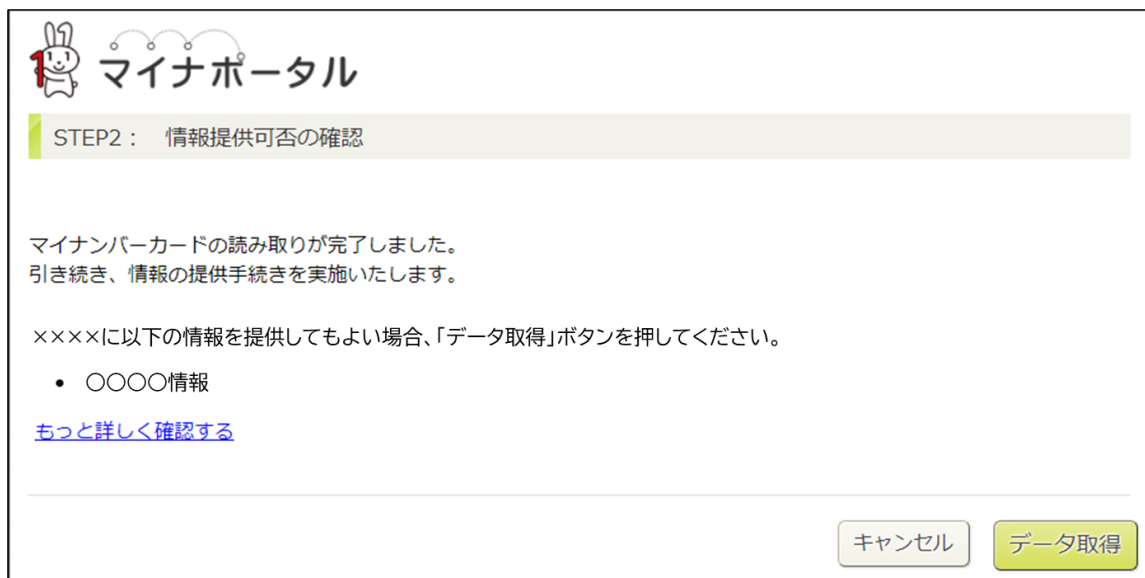 マイナポータル
STEP2： 情報提供可否の確認
マイナンバーカードの読み取りが完了しました。
引き続き、情報の提供手続きを実施いたします。
××××に以下の情報を提供してもよい場合、「データ取得」ボタンを押してください。
• 〇〇〇〇情報
もっと詳しく確認する
キャンセル データ取得